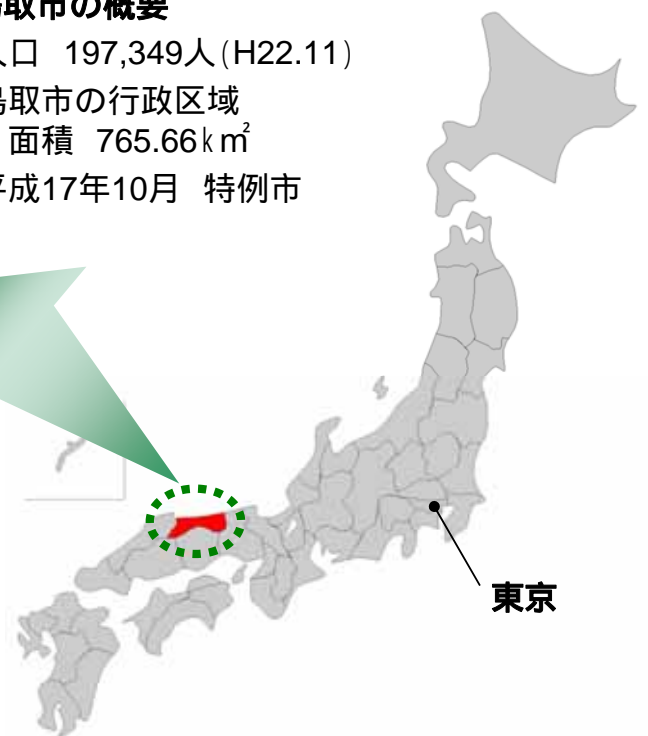 鳥取市の概要
人口 197,349人(H22.11)
鳥取市の行政区域
面積 765.66k㎡
平成17年10月 特例市
東京